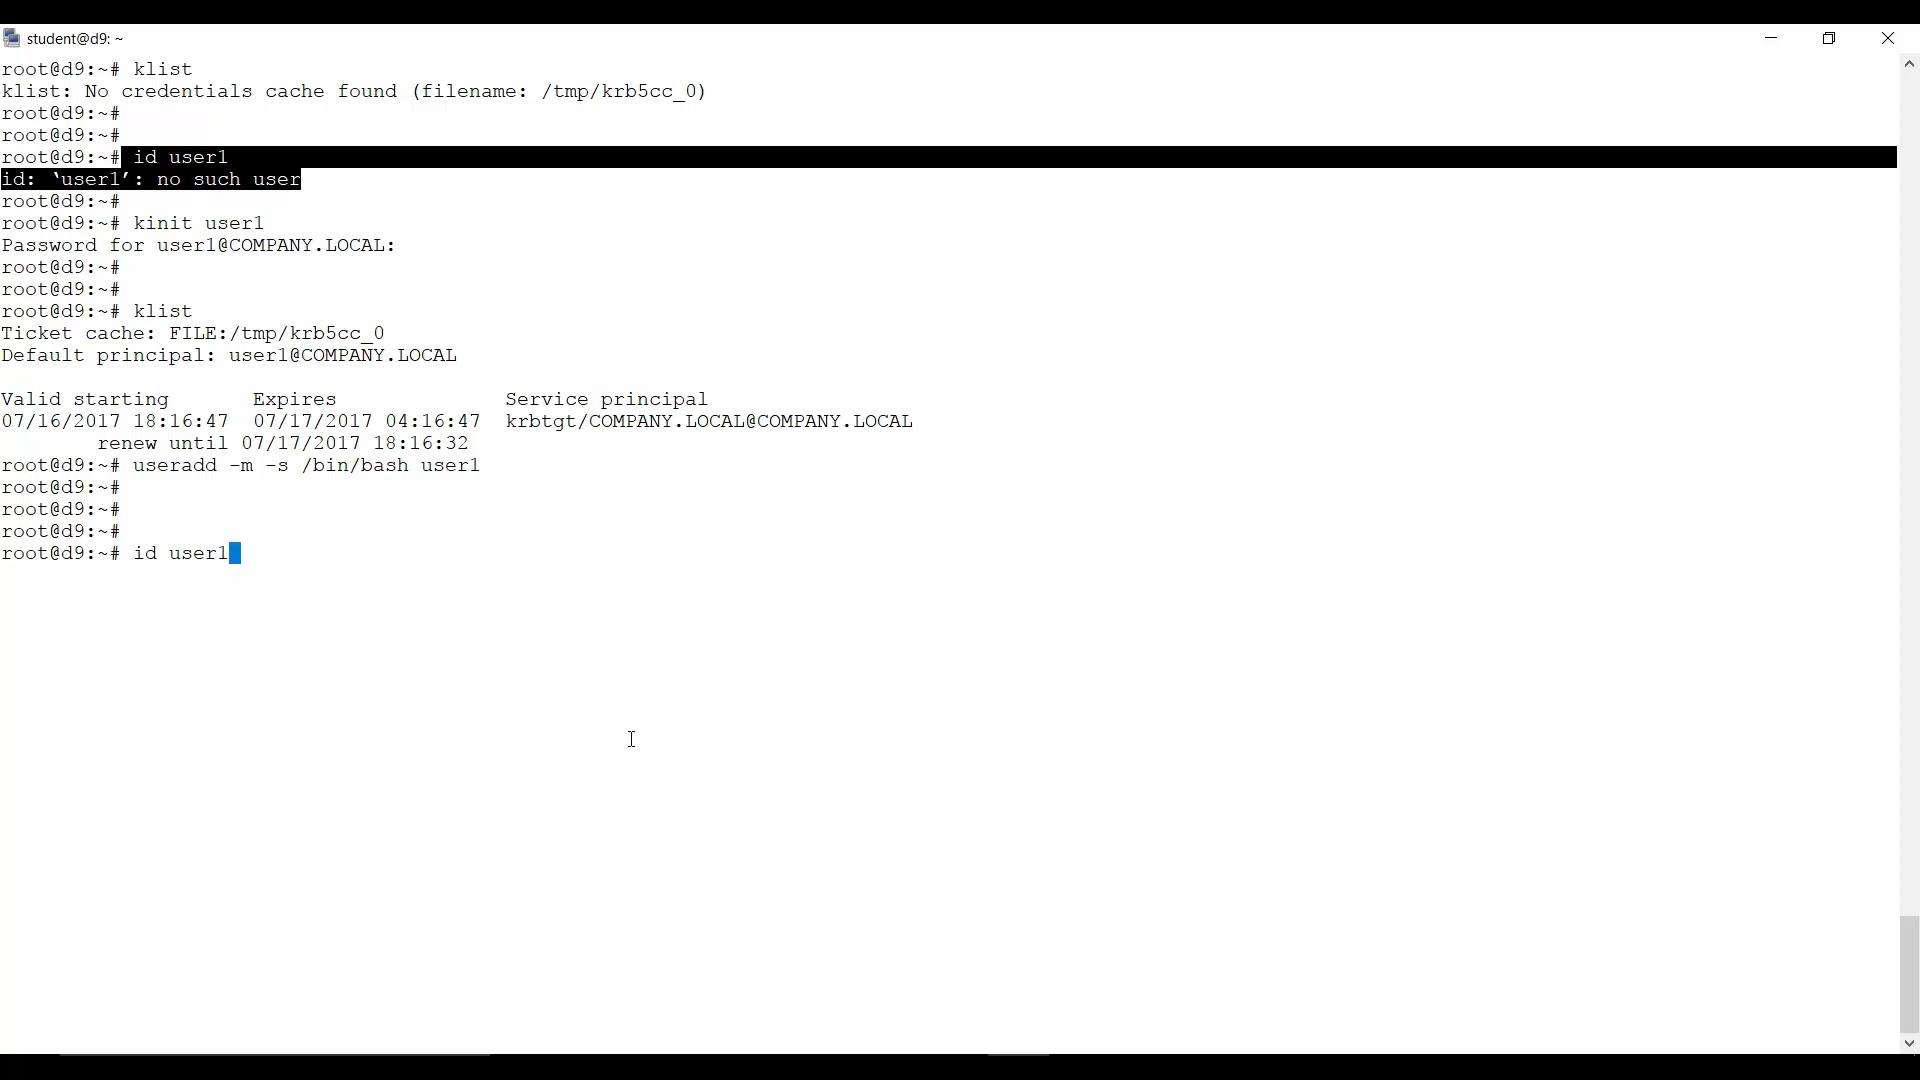 student@d9: ~
root@d9:~# klist
klist: No credentials cache found (filename: /tmp/krb5cc_0)
root@d9:~#
root@d9:~#
root@d9:~# id user1
id: ‘user1’: no such user
root@d9:~#
root@d9:~# kinit user1
Password for user1@COMPANY.LOCAL:
root@d9:~#
root@d9:~#
root@d9:~# klist
Ticket cache: FILE:/tmp/krb5cc_0
Default principal: user1@COMPANY.LOCAL
Valid starting       Expires              Service principal
07/16/2017 18:16:47  07/17/2017 04:16:47  krbtgt/COMPANY.LOCAL@COMPANY.LOCAL
        renew until 07/17/2017 18:16:32
root@d9:~# useradd -m -s /bin/bash user1
root@d9:~#
root@d9:~#
root@d9:~#
root@d9:~# id user1